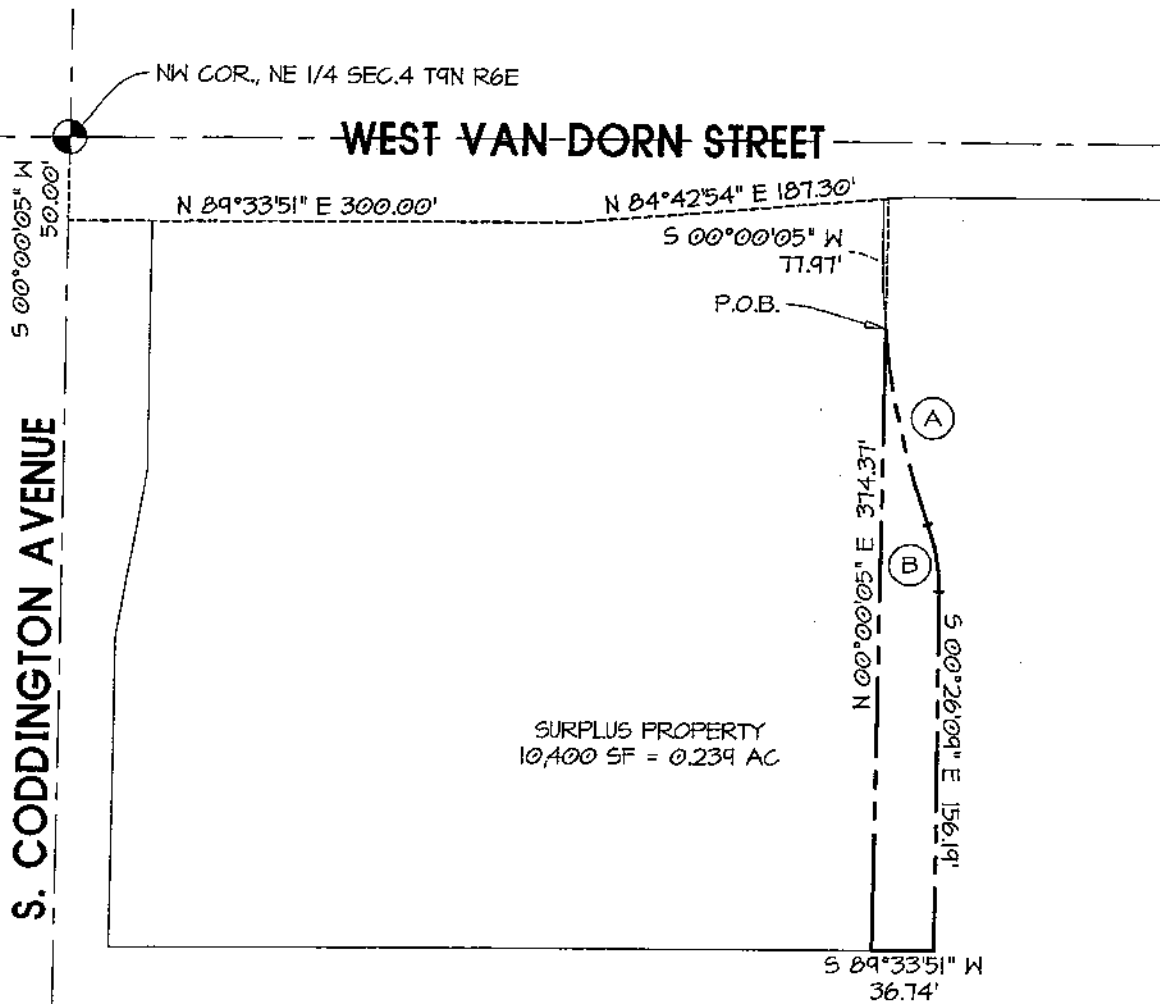 NW COR., NE 1/4 SEC.4 T9N R6E
WEST VAN DORN STREET
S 00°00'05" W
50.00'
N 89°33'51" E 300.00'
N 84°42'54" E 187.30'
S 00°00'05" W
77.97'
P.O.B.
A
B
N 00°00'05" E 374.37'
S 00°26'09" E 156.19'
S. CODDINGTON AVENUE
SURPLUS PROPERTY
10,400 SF = 0.239 AC
S 89°33'51" W
36.74'